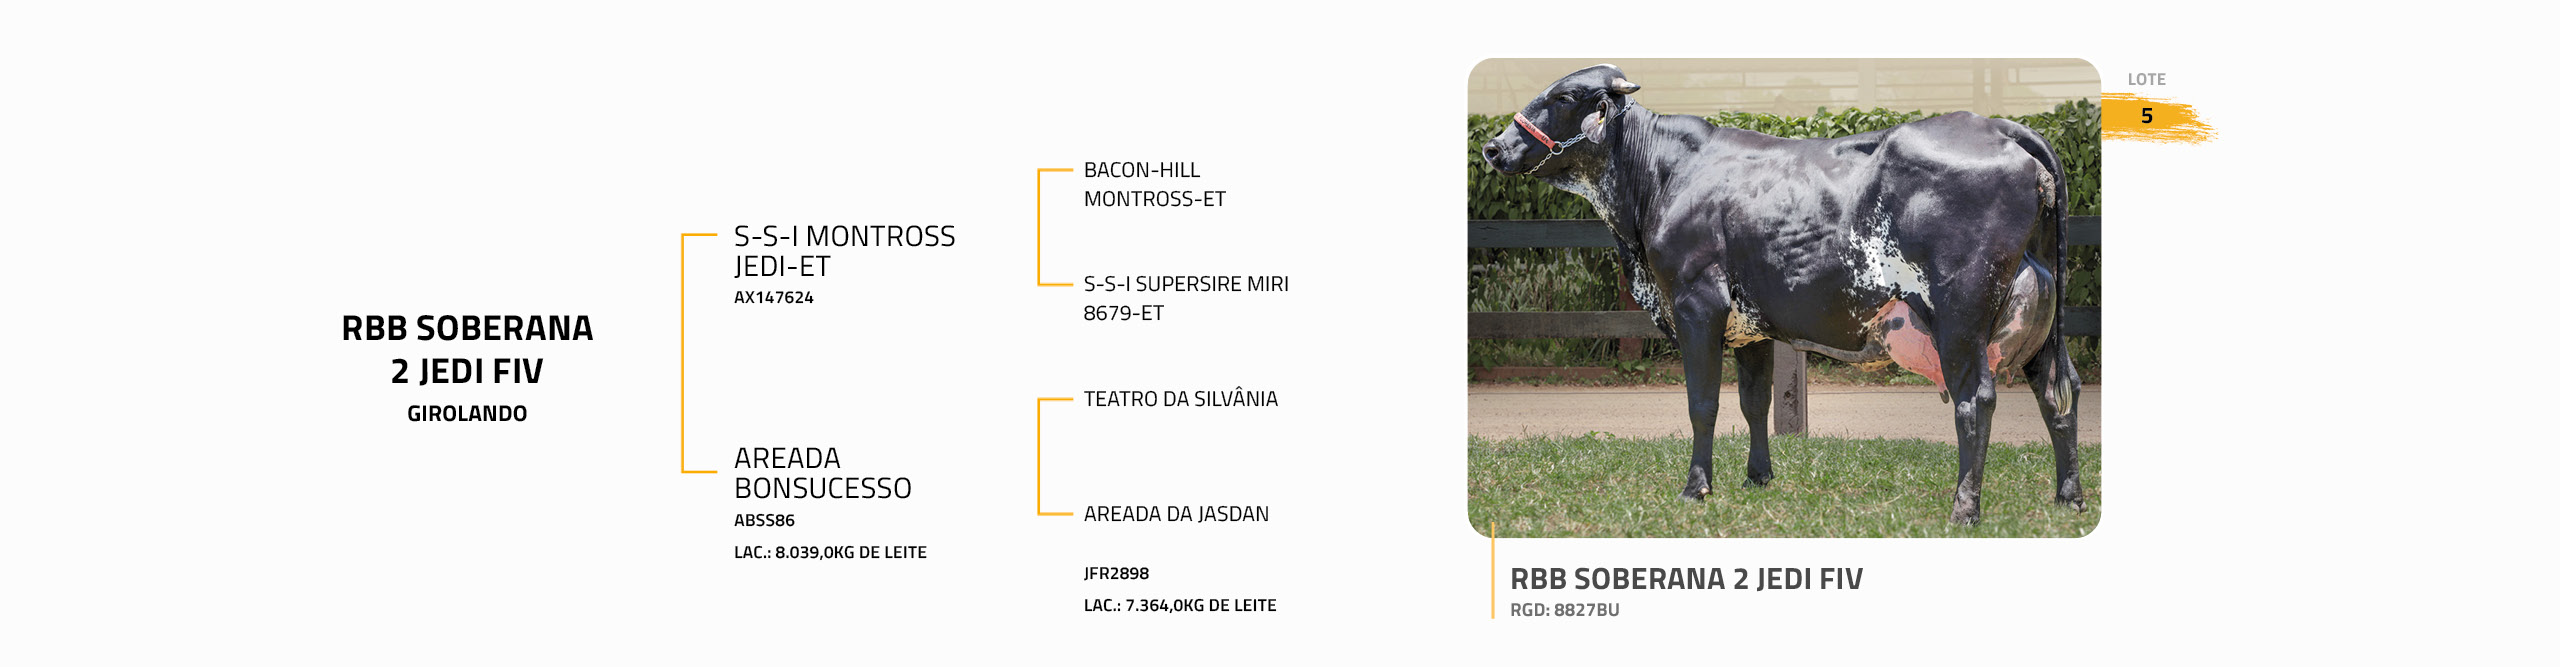 RBB SOBERANA
2 JEDI FIV
GIROLANDO
S-S-I MONTROSS
JEDI-ET
AX147624
AREADA
BONSUCESSO
ABSS86
LAC.: 8.039,0KG DE LEITE
BACON-HILL
MONTROSS-ET
S-S-I SUPERSIRE MIRI
8679-ET
TEATRO DA SILVÂNIA
AREADA DA JASDAN
JFR2898
LAC.: 7.364,0KG DE LEITE
LOTE
5
RBB SOBERANA 2 JEDI FIV
RGD: 8827BU